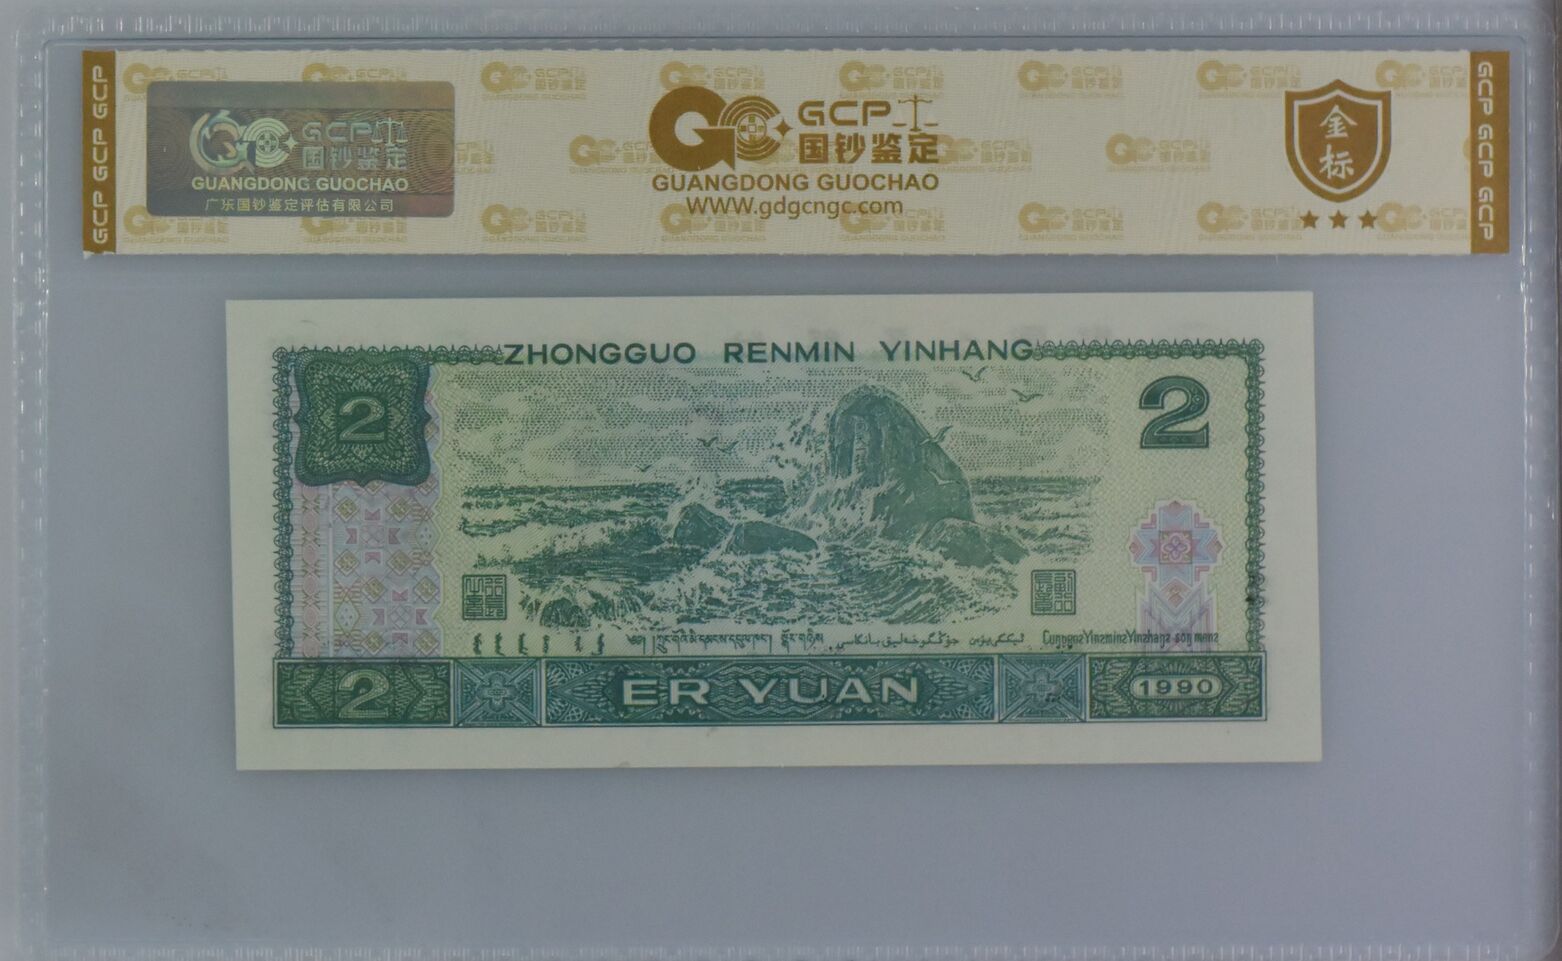 GCP GCP GCP
GCP
国钞鉴定
GUANGDONG GUOCHAO
广东国钞鉴定评估有限公司
GCP
国钞鉴定
GUANGDONG GUOCHAO
WWW.gdgcngc.com
金
标
GCP GCP GCP
ZHONGGUO RENMIN YINHANG
2
2
2
ER YUAN
1990